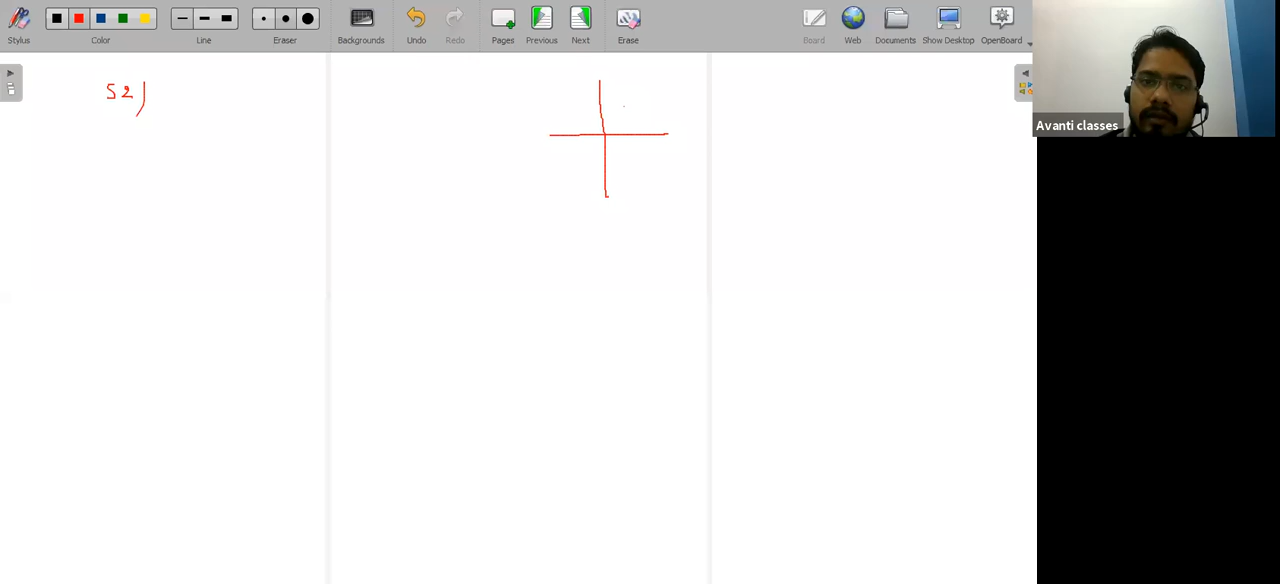 Stylus
Color
Line
Eraser
Backgrounds
Undo
Redo
Pages
Previous
Next
Erase
Board
Web
Documents
Show Desktop
OpenBoard
52)
Avanti classes